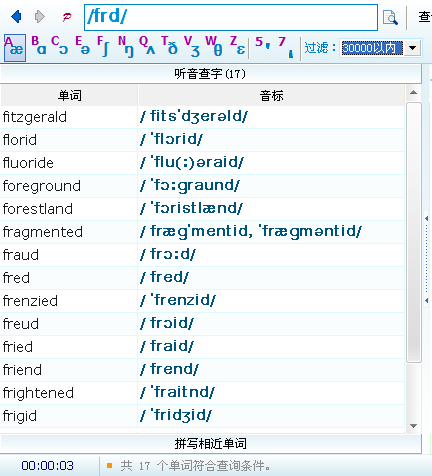 /frd/
查
A æ B ɑ C ɔ E ə F ʃ N ŋ Q ʌ T ð V ʒ W θ Z ɛ 5 ' 7 ˌ 过滤: 30000以内
听音查字(17)
单词 音标
fitzgerald / fitsˈdʒerəld/
florid / ˈflɔrid/
fluoride / ˈflu(:)əraid/
foreground / ˈfɔ:graund/
forestland / ˈfɔristlænd/
fragmented / frægˈmentid, ˈfrægməntid/
fraud / frɔ:d/
fred / fred/
frenzied / ˈfrenzid/
freud / frɔid/
fried / fraid/
friend / frend/
frightened / ˈfraitnd/
frigid / ˈfridʒid/
拼写相近单词
00:00:03 共 17 个单词符合查询条件。